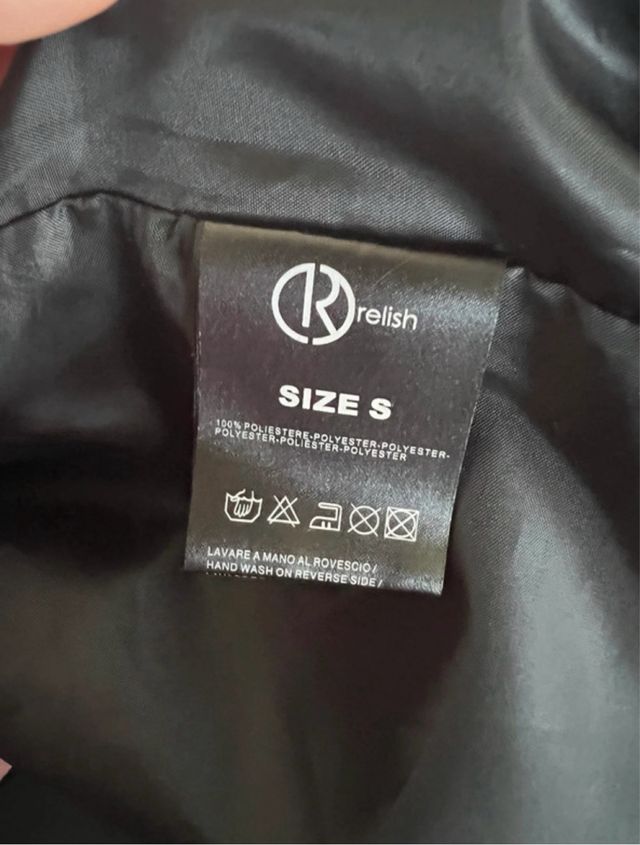 R relish
SIZE S
100% POLIESTERE-POLYESTER-POLYESTER-
POLYESTER-POLIÉSTER-POLYESTER
LAVARE A MANO AL ROVESCIO /
HAND WASH ON REVERSE SIDE /